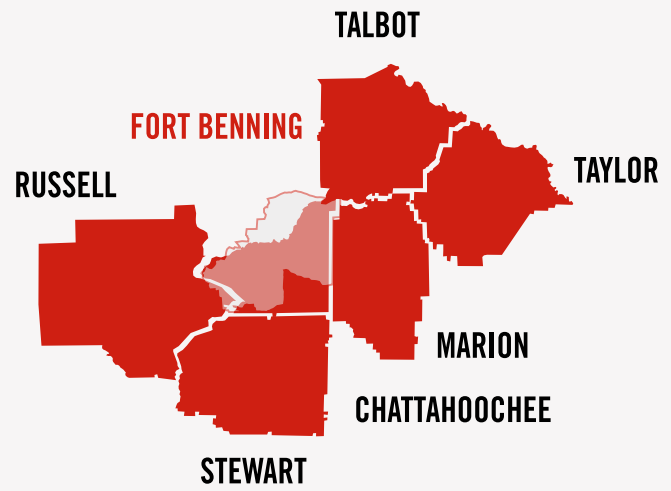 TALBOT
FORT BENNING
TAYLOR
RUSSELL
MARION
CHATTAHOOCHEE
STEWART